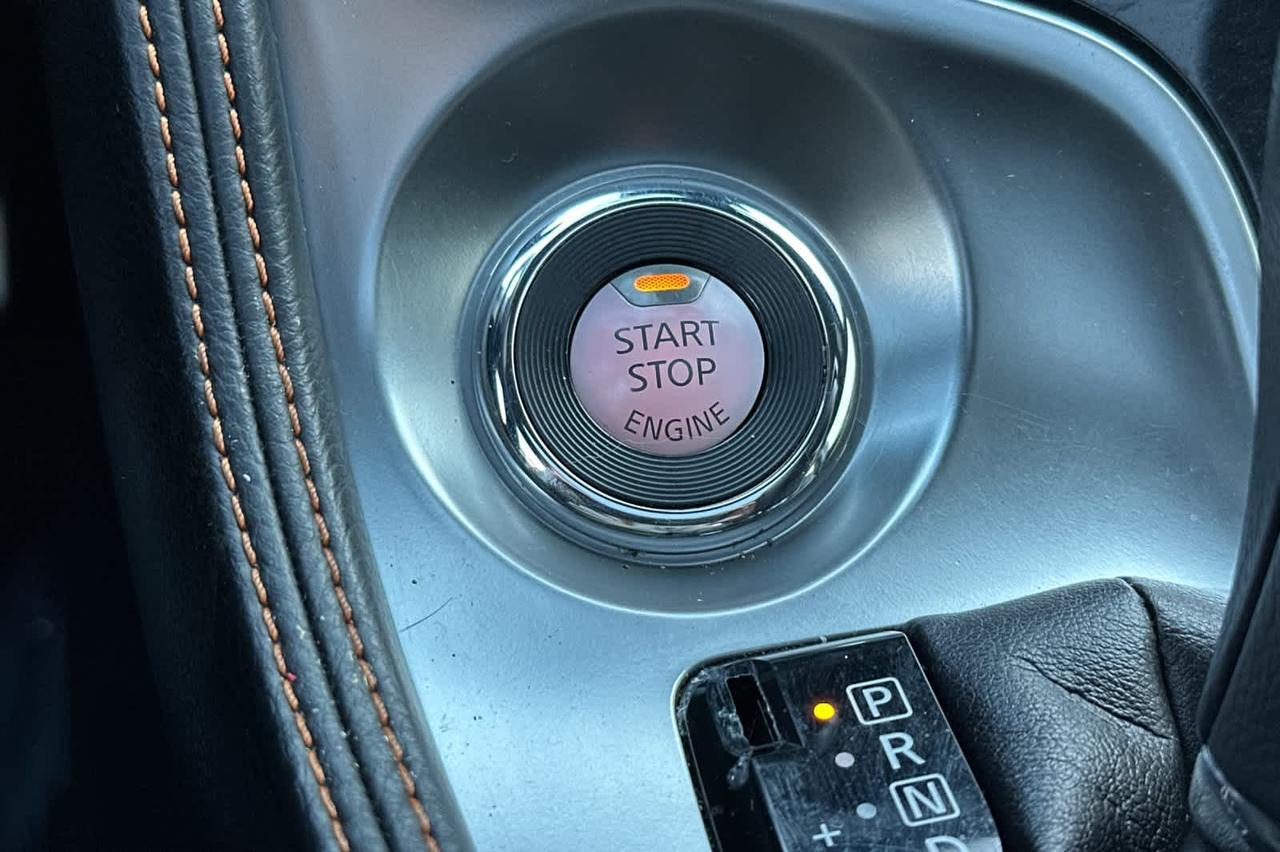 START
STOP
ENGINE
P
R
N
+ D